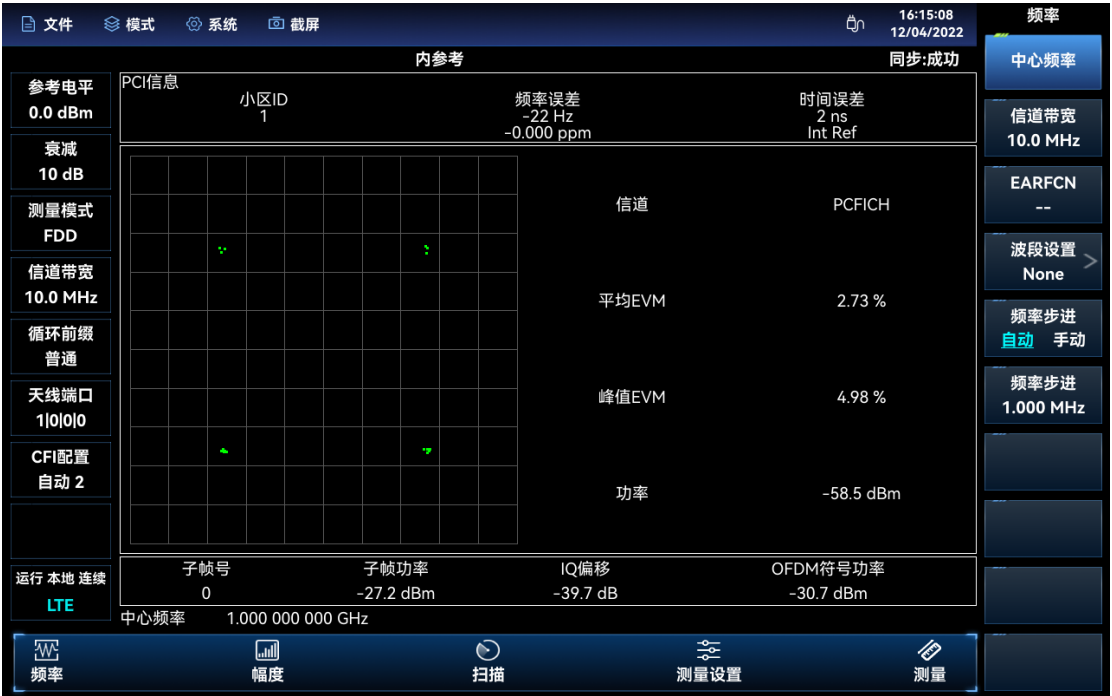 文件 模式 系统 截屏 16:15:08
12/04/2022
频率
内参考 同步:成功
参考电平
0.0 dBm
衰减
10 dB
测量模式
FDD
信道带宽
10.0 MHz
循环前缀
普通
天线端口
1|0|0|0
CFI配置
自动 2
运行 本地 连续
LTE
PCI信息
小区ID
1
频率误差
-22 Hz
-0.000 ppm
时间误差
2 ns
Int Ref
信道 PCFICH
平均EVM 2.73 %
峰值EVM 4.98 %
功率 -58.5 dBm
子帧号 子帧功率 IQ偏移 OFDM符号功率
0 -27.2 dBm -39.7 dB -30.7 dBm
中心频率 1.000 000 000 GHz
中心频率
信道带宽
10.0 MHz
EARFCN
--
波段设置 >
None
频率步进
自动 手动
频率步进
1.000 MHz
频率 幅度 扫描 测量设置 测量